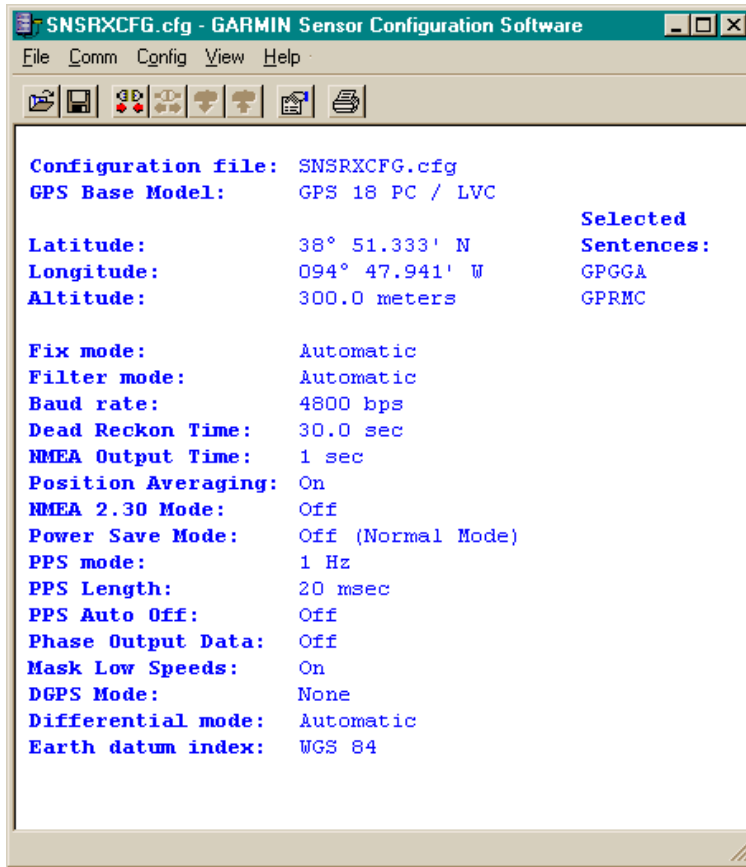 SNSRXCFG.cfg - GARMIN Sensor Configuration Software
File Comm Config View Help
Configuration file: SNSRXCFG.cfg
GPS Base Model: GPS 18 PC / LVC
Selected
Latitude: 38° 51.333' N Sentences:
Longitude: 094° 47.941' W GPGGA
Altitude: 300.0 meters GPRMC
Fix mode: Automatic
Filter mode: Automatic
Baud rate: 4800 bps
Dead Reckon Time: 30.0 sec
NMEA Output Time: 1 sec
Position Averaging: On
NMEA 2.30 Mode: Off
Power Save Mode: Off (Normal Mode)
PPS mode: 1 Hz
PPS Length: 20 msec
PPS Auto Off: Off
Phase Output Data: Off
Mask Low Speeds: On
DGPS Mode: None
Differential mode: Automatic
Earth datum index: WGS 84